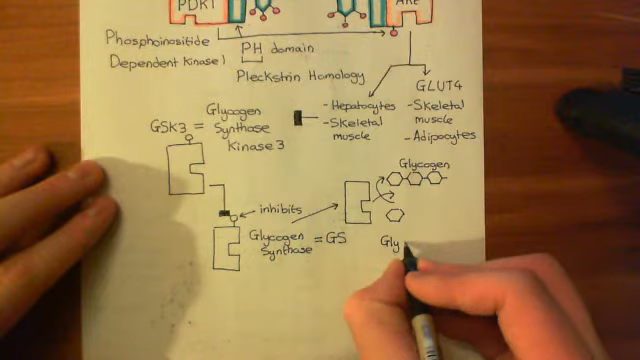 PDK1
AKT
Phosphoinositide
Dependent Kinase 1
PH domain
Pleckstrin Homology
GLUT4
- Hepatocytes
- Skeletal
muscle
- Skeletal
muscle
- Adipocytes
GSK3 = Glycogen
Synthase
Kinase 3
Glycogen
inhibits
Glycogen
Synthase = GS
Gly